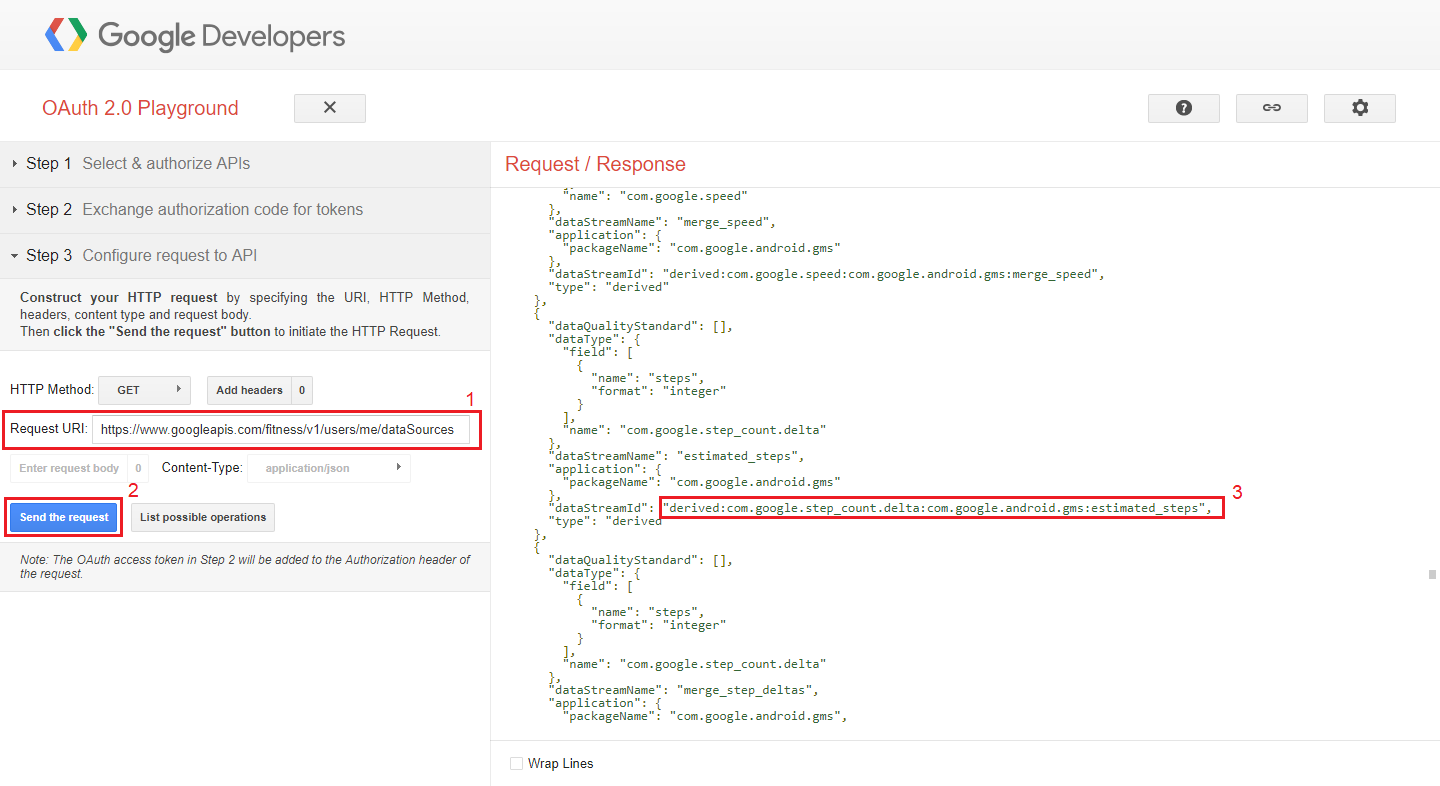 Google Developers
OAuth 2.0 Playground
Step 1 Select & authorize APIs
Step 2 Exchange authorization code for tokens
Step 3 Configure request to API
Construct your HTTP request by specifying the URI, HTTP Method,
headers, content type and request body.
Then click the "Send the request" button to initiate the HTTP Request.
HTTP Method: GET Add headers 0
1
Request URI: https://www.googleapis.com/fitness/v1/users/me/dataSources
Enter request body 0 Content-Type: application/json
2
Send the request List possible operations
Note: The OAuth access token in Step 2 will be added to the Authorization header of
the request.
Request / Response
"name": "com.google.speed"
},
"dataStreamName": "merge_speed",
"application": {
"packageName": "com.google.android.gms"
},
"dataStreamId": "derived:com.google.speed:com.google.android.gms:merge_speed",
"type": "derived"
},
{
"dataQualityStandard": [],
"dataType": {
"field": [
{
"name": "steps",
"format": "integer"
}
],
"name": "com.google.step_count.delta"
},
"dataStreamName": "estimated_steps",
"application": {
"packageName": "com.google.android.gms"
},
"dataStreamId": "derived:com.google.step_count.delta:com.google.android.gms:estimated_steps",
3
"type": "derived
},
{
"dataQualityStandard": [],
"dataType": {
"field": [
{
"name": "steps",
"format": "integer"
}
],
"name": "com.google.step_count.delta"
},
"dataStreamName": "merge_step_deltas",
"application": {
"packageName": "com.google.android.gms",
Wrap Lines